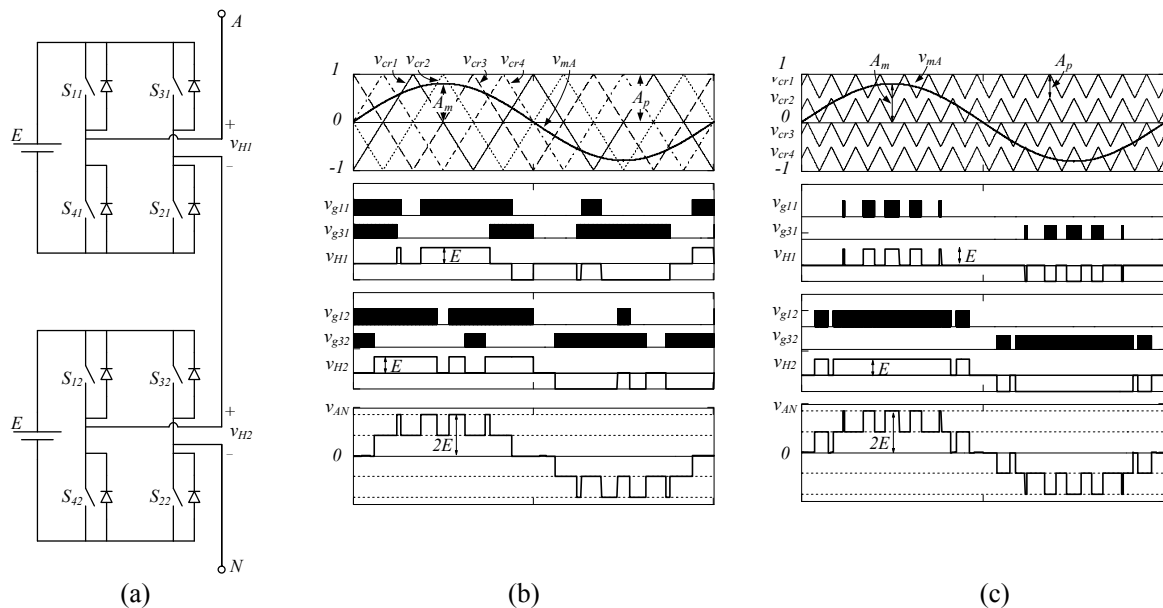 A
S11
S31
+
E
vH1
–
S41
S21
S12
S32
+
E
vH2
–
S42
S22
N
(a)
vcr1
vcr2
vcr3
vcr4
vmA
1
Am
Ap
0
-1
vg11
vg31
vH1
E
vg12
vg32
vH2
E
vAN
2E
0
(b)
Am
vmA
Ap
1
vcr1
vcr2
0
vcr3
vcr4
-1
vg11
vg31
vH1
E
vg12
vg32
vH2
E
vAN
2E
0
(c)